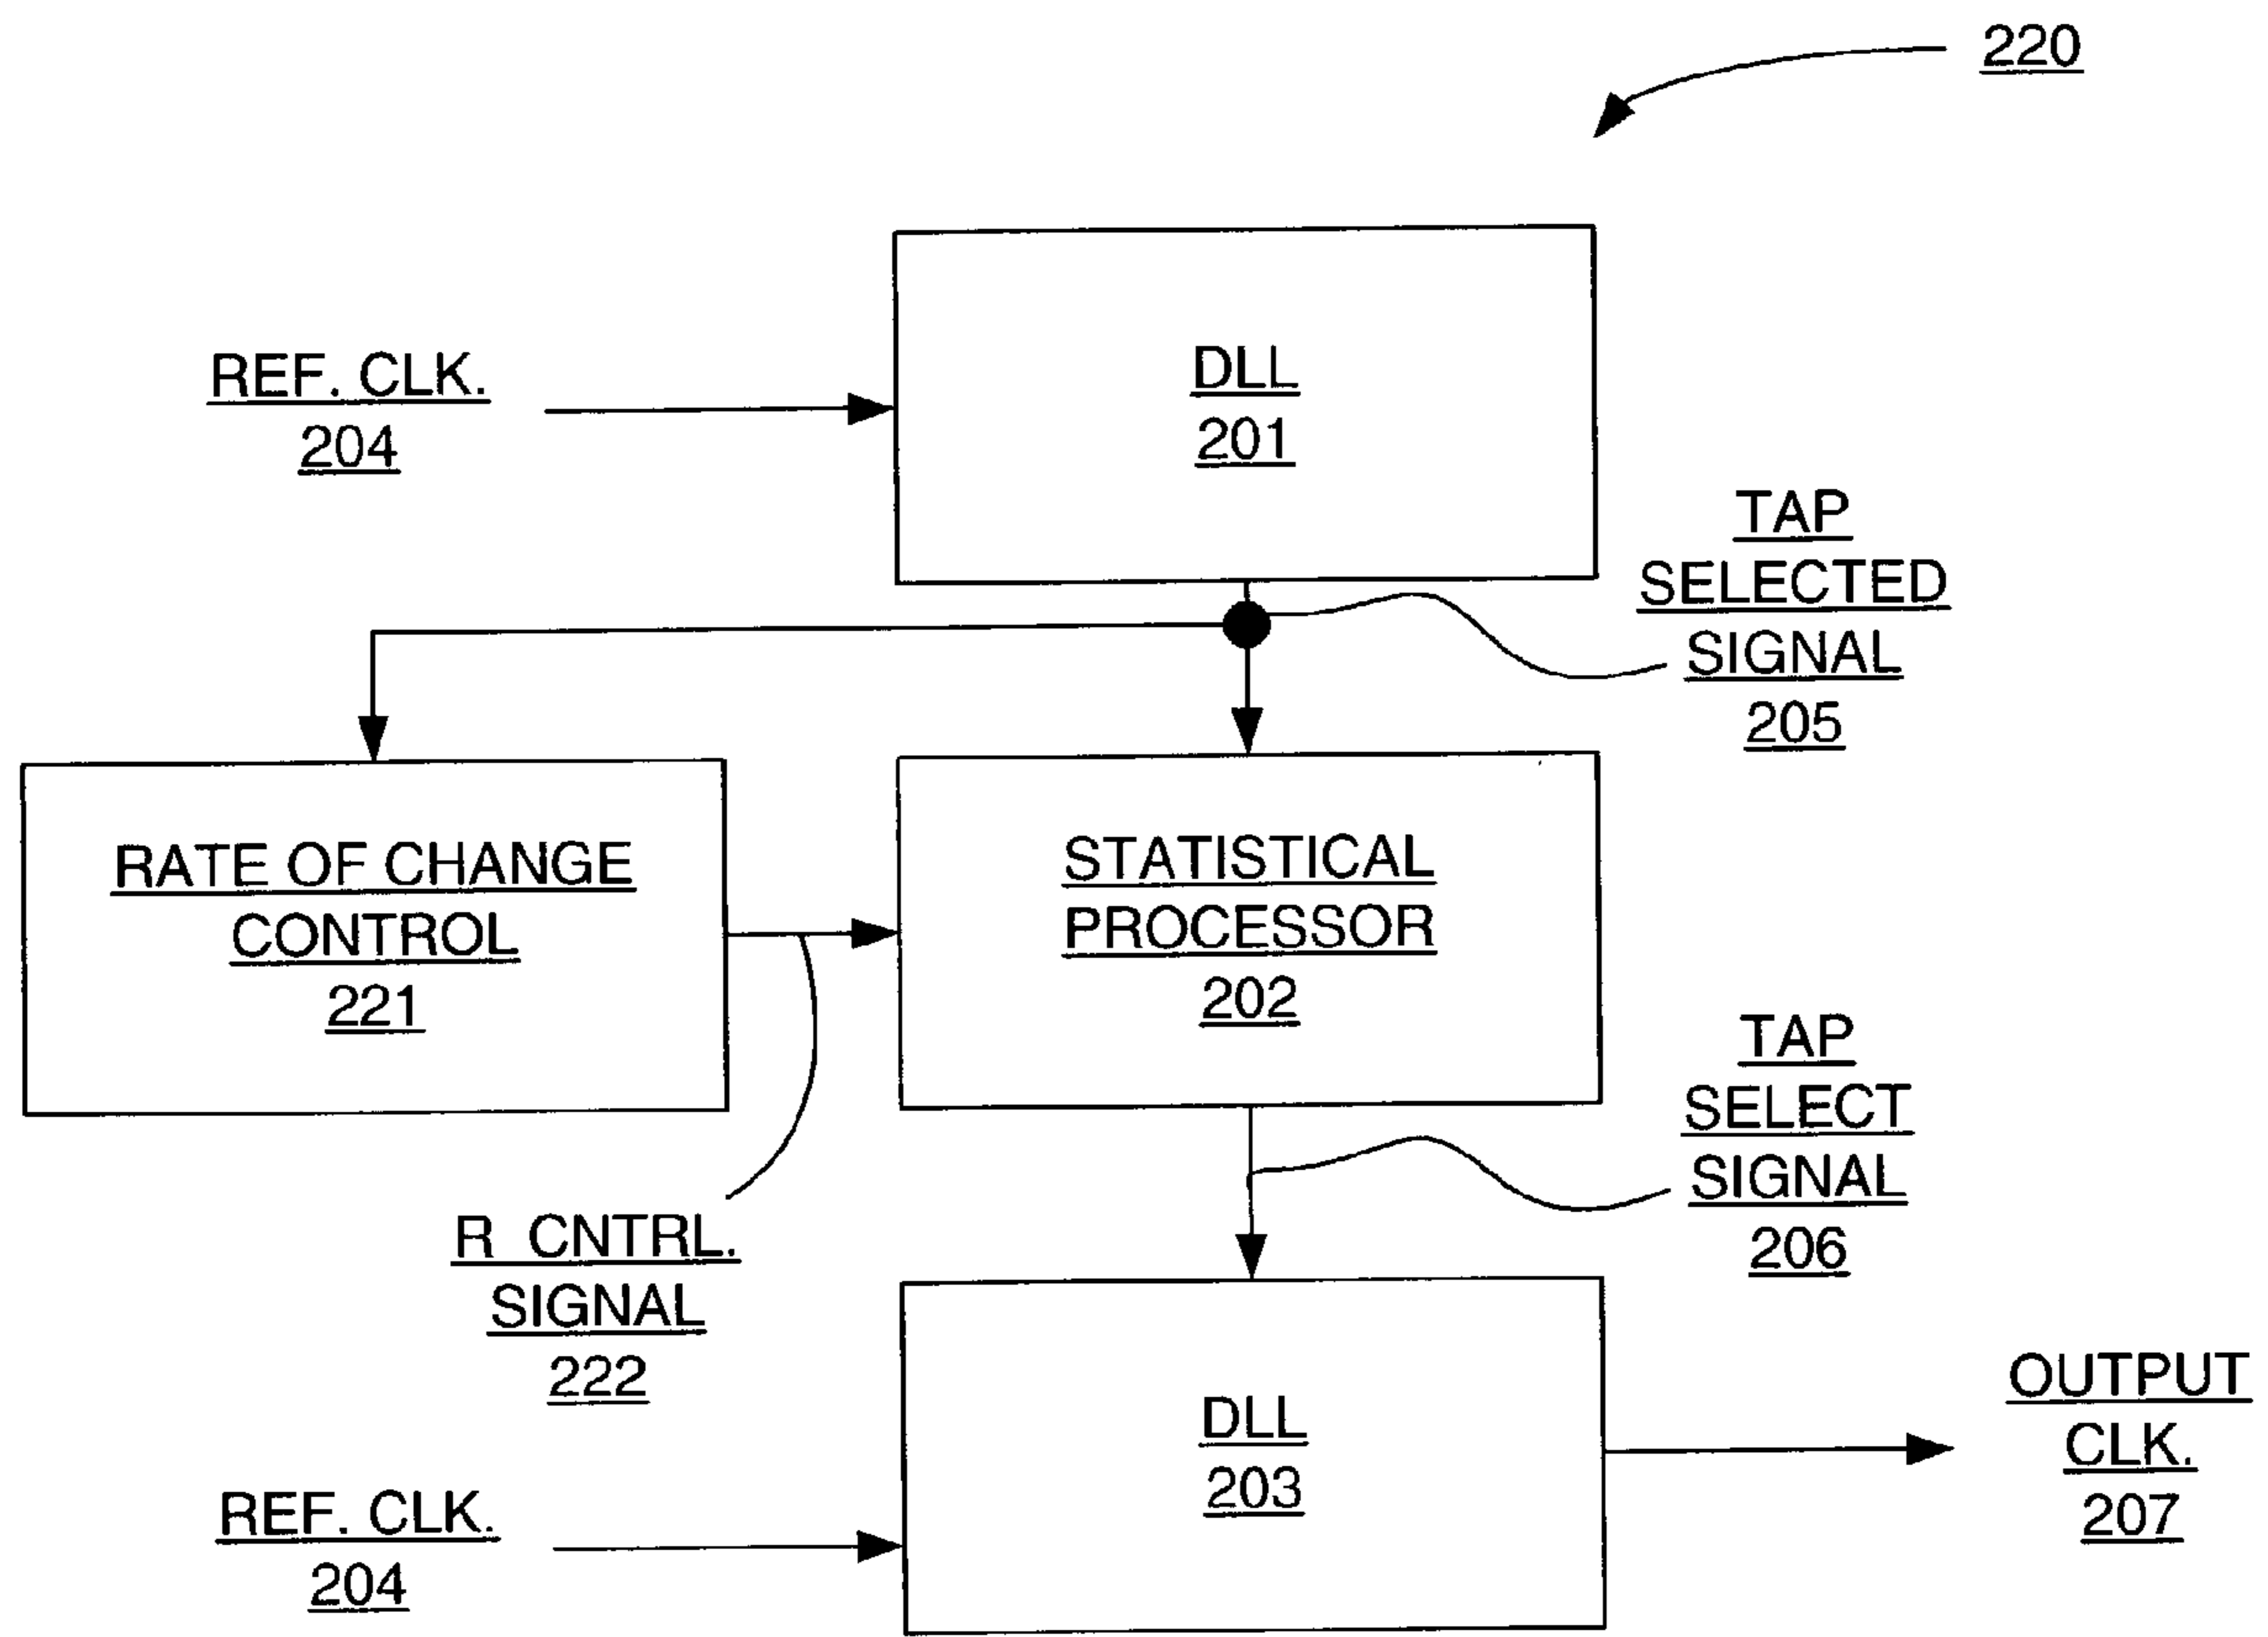 220
REF. CLK.
204
DLL
201
TAP
SELECTED
SIGNAL
205
RATE OF CHANGE
CONTROL
221
STATISTICAL
PROCESSOR
202
R CNTRL.
SIGNAL
222
TAP
SELECT
SIGNAL
206
REF. CLK.
204
DLL
203
OUTPUT
CLK.
207